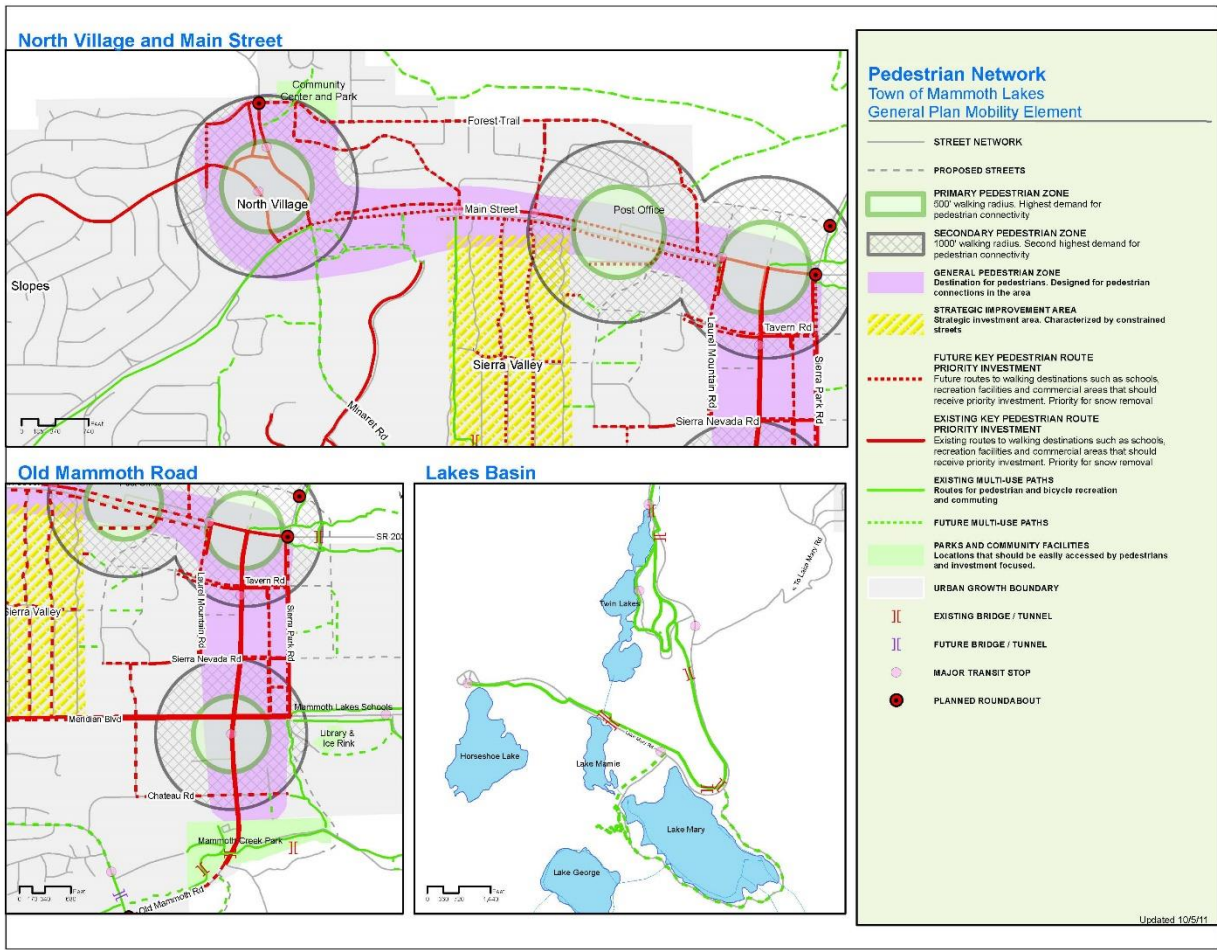 North Village and Main Street
Community
Center and Park
Forest Trail
North Village
Main Street
Post Office
Slopes
Tavern Rd
Laurel Mountain Rd
Sierra Valley
Sierra Park Rd
Minaret Rd
Sierra Nevada Rd
FEET
Old Mammoth Road
SR 203
Tavern Rd
Laurel Mountain Rd
Sierra Valley
Sierra Park Rd
Sierra Nevada Rd
Meridian Blvd
Mammoth Lakes Schools
Library &
Ice Rink
Chateau Rd
Mammoth Creek Park
Old Mammoth Rd
FEET
Lakes Basin
To Lake Mary Rd
Twin Lakes
Horseshoe Lake
Lake Mary Rd
Lake Mamie
Lake Mary
Lake George
FEET
Pedestrian Network
Town of Mammoth Lakes
General Plan Mobility Element
STREET NETWORK
PROPOSED STREETS
PRIMARY PEDESTRIAN ZONE
500' walking radius. Highest demand for
pedestrian connectivity
SECONDARY PEDESTRIAN ZONE
1000' walking radius. Second highest demand for
pedestrian connectivity
GENERAL PEDESTRIAN ZONE
Destination for pedestrians. Designed for pedestrian
connections in the area
STRATEGIC IMPROVEMENT AREA
Strategic investment area. Characterized by constrained
streets
FUTURE KEY PEDESTRIAN ROUTE
PRIORITY INVESTMENT
Future routes to walking destinations such as schools,
recreation facilities and commercial areas that should
receive priority investment. Priority for snow removal
EXISTING KEY PEDESTRIAN ROUTE
PRIORITY INVESTMENT
Existing routes to walking destinations such as schools,
recreation facilities and commercial areas that should
receive priority investment. Priority for snow removal
EXISTING MULTI-USE PATHS
Routes for pedestrian and bicycle recreation
and commuting
FUTURE MULTI-USE PATHS
PARKS AND COMMUNITY FACILITIES
Locations that should be easily accessed by pedestrians
and investment focused.
URBAN GROWTH BOUNDARY
EXISTING BRIDGE / TUNNEL
FUTURE BRIDGE / TUNNEL
MAJOR TRANSIT STOP
PLANNED ROUNDABOUT
Updated 10/5/11